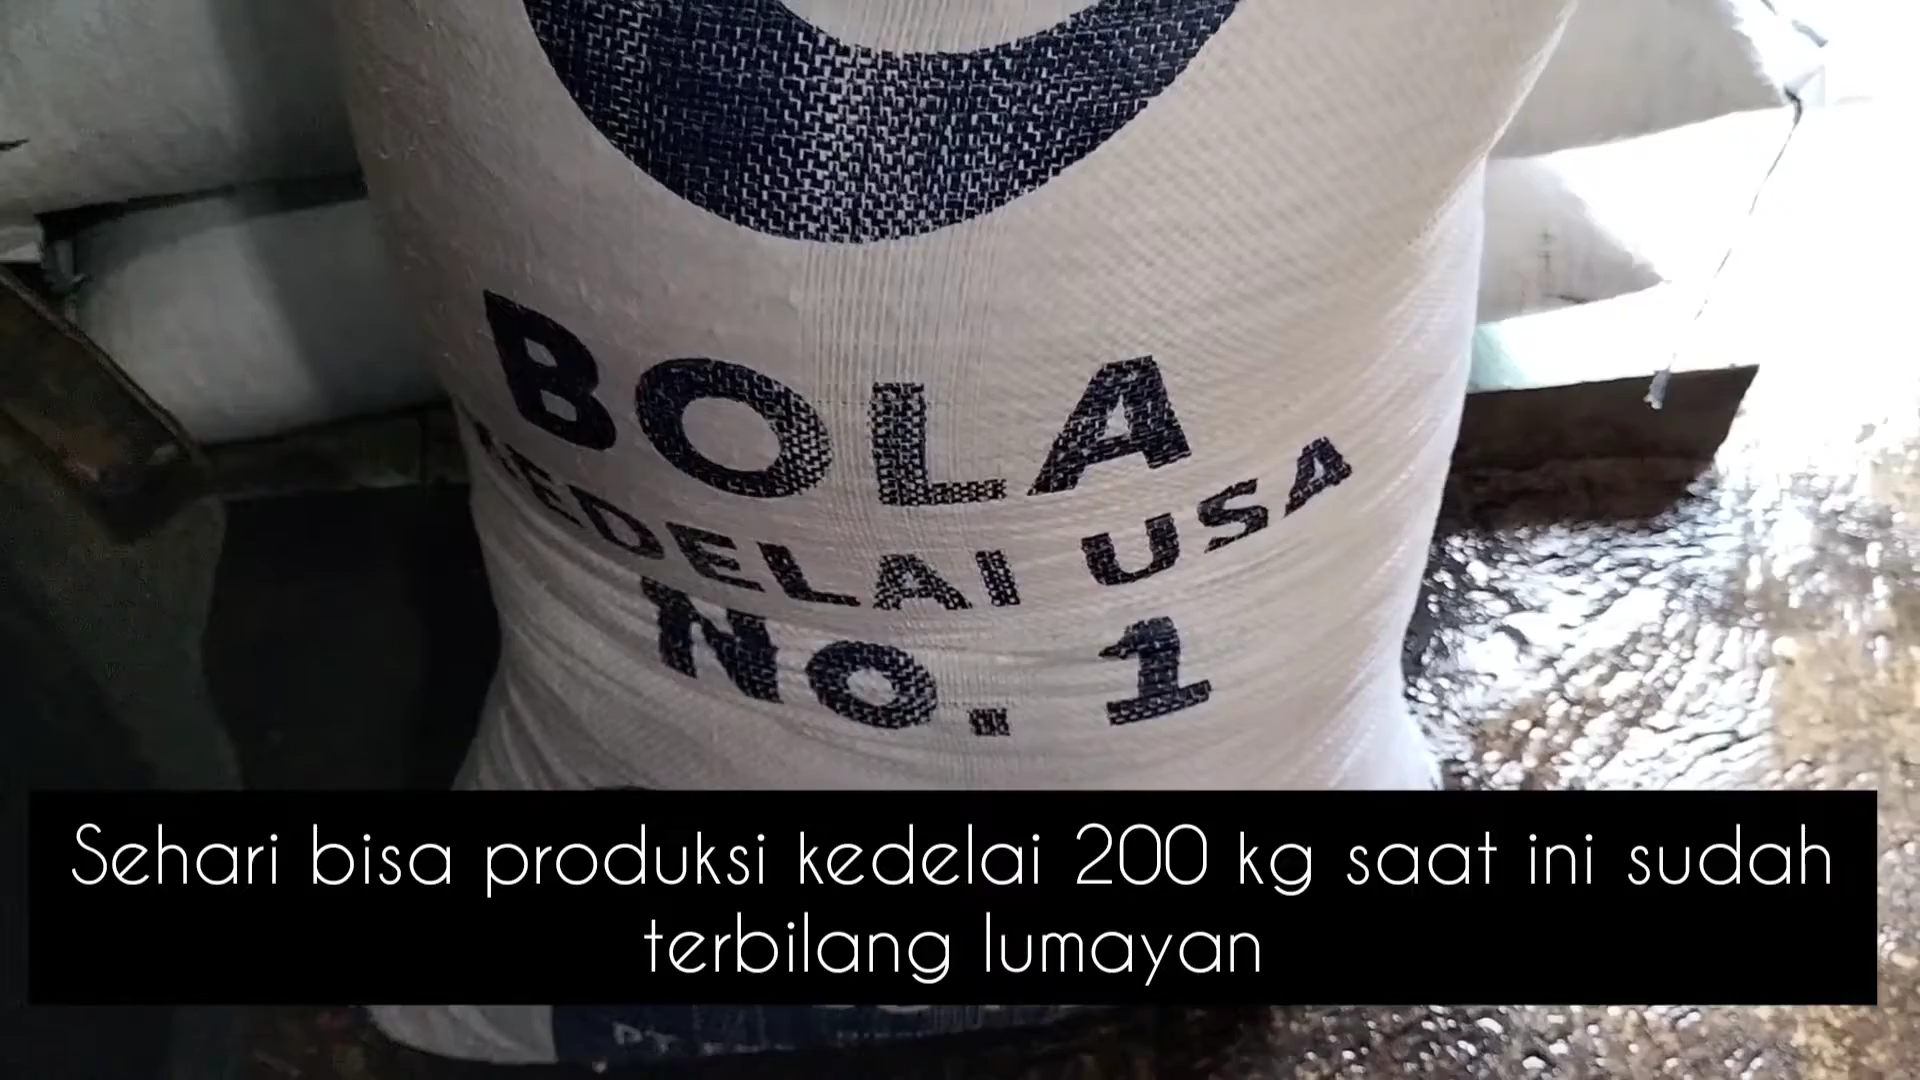 BOLA
KEDELAI USA
No. 1
Sehari bisa produksi kedelai 200 kg saat ini sudah
terbilang lumayan